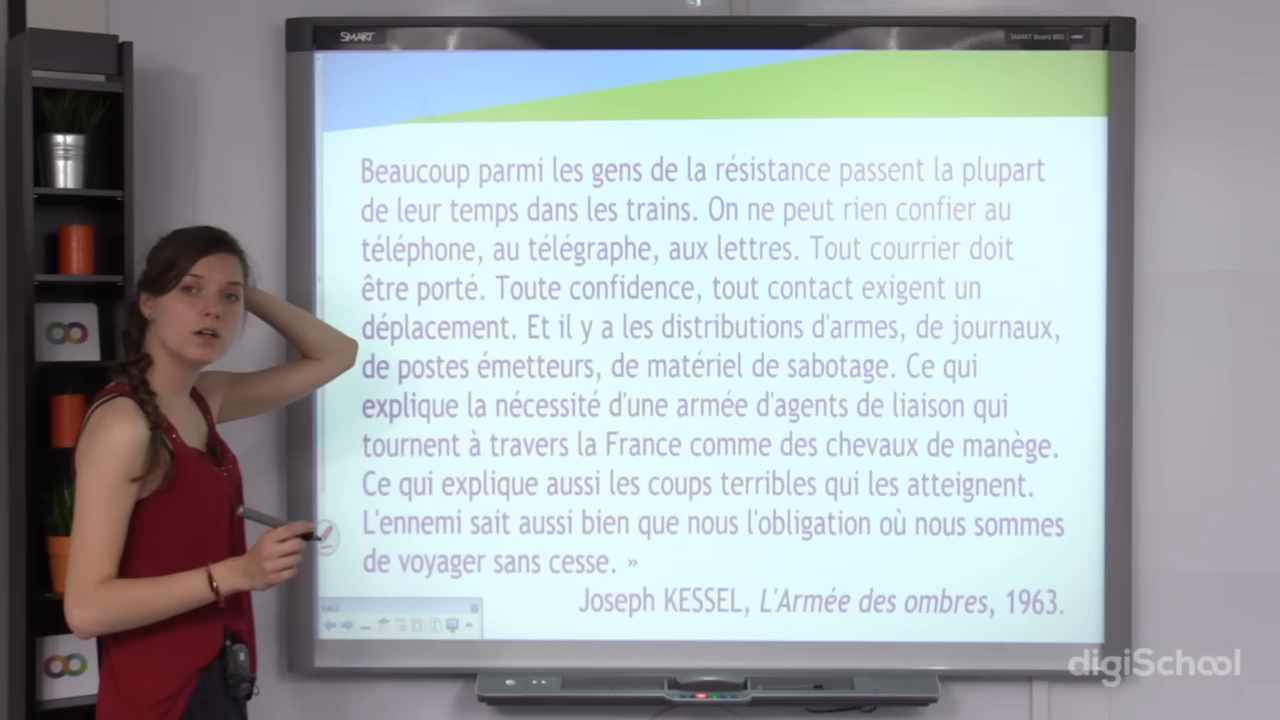 SMART
SMART Board 800
Beaucoup parmi les gens de la résistance passent la plupart
de leur temps dans les trains. On ne peut rien confier au
téléphone, au télégraphe, aux lettres. Tout courrier doit
être porté. Toute confidence, tout contact exigent un
déplacement. Et il y a les distributions d'armes, de journaux,
de postes émetteurs, de matériel de sabotage. Ce qui
explique la nécessité d'une armée d'agents de liaison qui
tournent à travers la France comme des chevaux de manège.
Ce qui explique aussi les coups terribles qui les atteignent.
L'ennemi sait aussi bien que nous l'obligation où nous sommes
de voyager sans cesse. »
Joseph KESSEL, L'Armée des ombres, 1963.
digiSchool